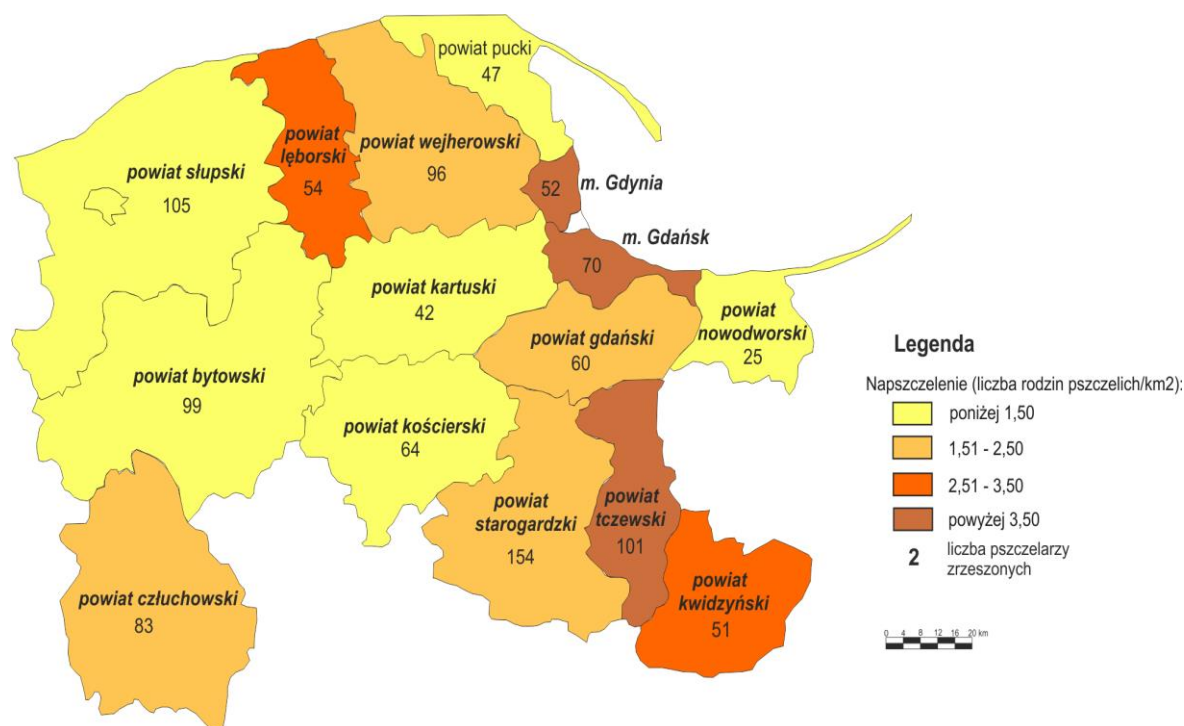 powiat pucki
47
powiat
lęborski
54
powiat wejherowski
96
powiat słupski
105
52
m. Gdynia
m. Gdańsk
70
powiat kartuski
42
powiat
nowodworski
25
powiat gdański
60
powiat bytowski
99
powiat kościerski
64
powiat
starogardzki
154
powiat
tczewski
101
powiat
kwidzyński
51
powiat człuchowski
83
Legenda
Napszczelenie (liczba rodzin pszczelich/km2):
poniżej 1,50
1,51 - 2,50
2,51 - 3,50
powyżej 3,50
2 liczba pszczelarzy
zrzeszonych
0 4 8 12 16 20 km